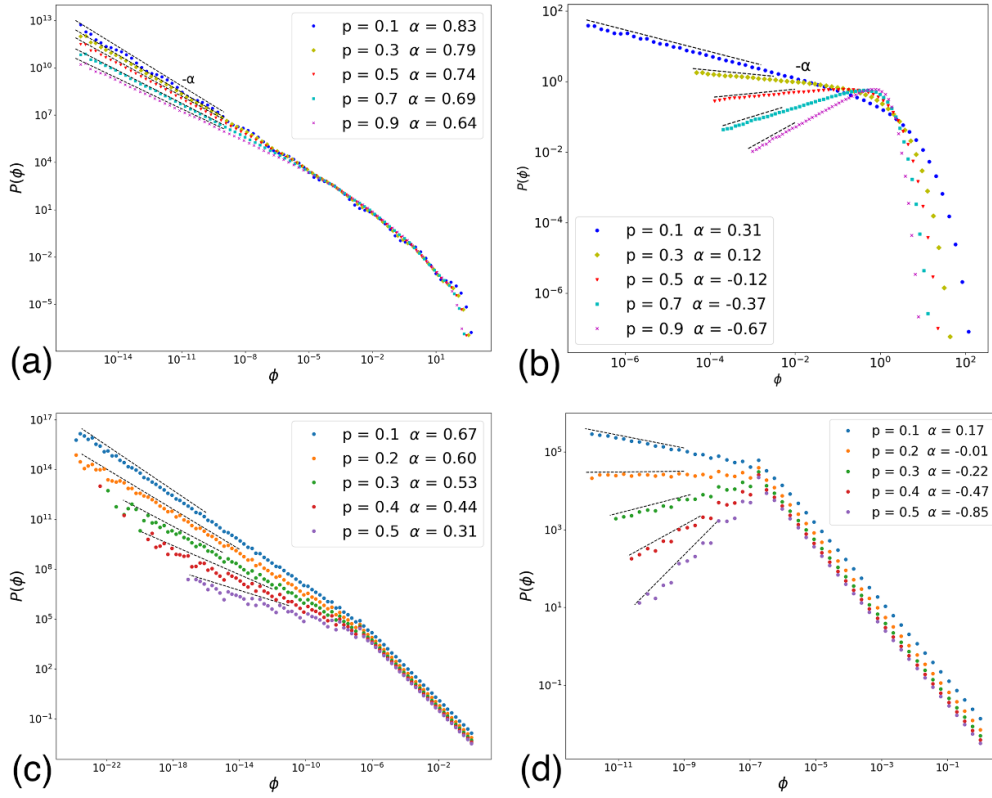 10^13
10^10
10^7
10^4
10^1
10^-2
10^-5
P(ϕ)
-α
p = 0.1 α = 0.83
p = 0.3 α = 0.79
p = 0.5 α = 0.74
p = 0.7 α = 0.69
p = 0.9 α = 0.64
10^-14 10^-11 10^-8 10^-5 10^-2 10^1
ϕ
(a)
10^2
10^0
10^-2
10^-4
10^-6
P(ϕ)
-α
p = 0.1 α = 0.31
p = 0.3 α = 0.12
p = 0.5 α = -0.12
p = 0.7 α = -0.37
p = 0.9 α = -0.67
10^-6 10^-4 10^-2 10^0 10^2
ϕ
(b)
10^17
10^14
10^11
10^8
10^5
10^2
10^-1
P(ϕ)
p = 0.1 α = 0.67
p = 0.2 α = 0.60
p = 0.3 α = 0.53
p = 0.4 α = 0.44
p = 0.5 α = 0.31
10^-22 10^-18 10^-14 10^-10 10^-6 10^-2
ϕ
(c)
10^5
10^3
10^1
10^-1
P(ϕ)
p = 0.1 α = 0.17
p = 0.2 α = -0.01
p = 0.3 α = -0.22
p = 0.4 α = -0.47
p = 0.5 α = -0.85
10^-11 10^-9 10^-7 10^-5 10^-3 10^-1
ϕ
(d)